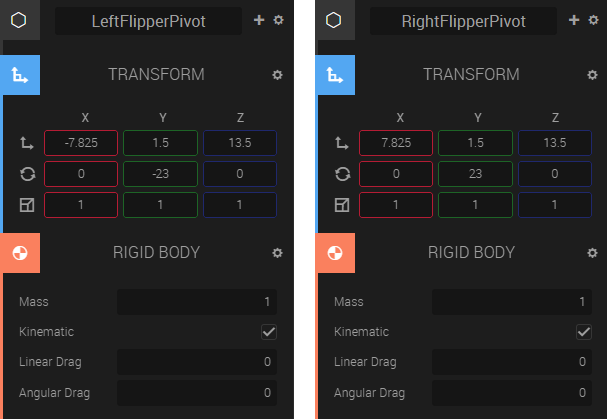 LeftFlipperPivot
TRANSFORM
X Y Z
-7.825 1.5 13.5
0 -23 0
1 1 1
RIGID BODY
Mass 1
Kinematic
Linear Drag 0
Angular Drag 0
RightFlipperPivot
TRANSFORM
X Y Z
7.825 1.5 13.5
0 23 0
1 1 1
RIGID BODY
Mass 1
Kinematic
Linear Drag 0
Angular Drag 0